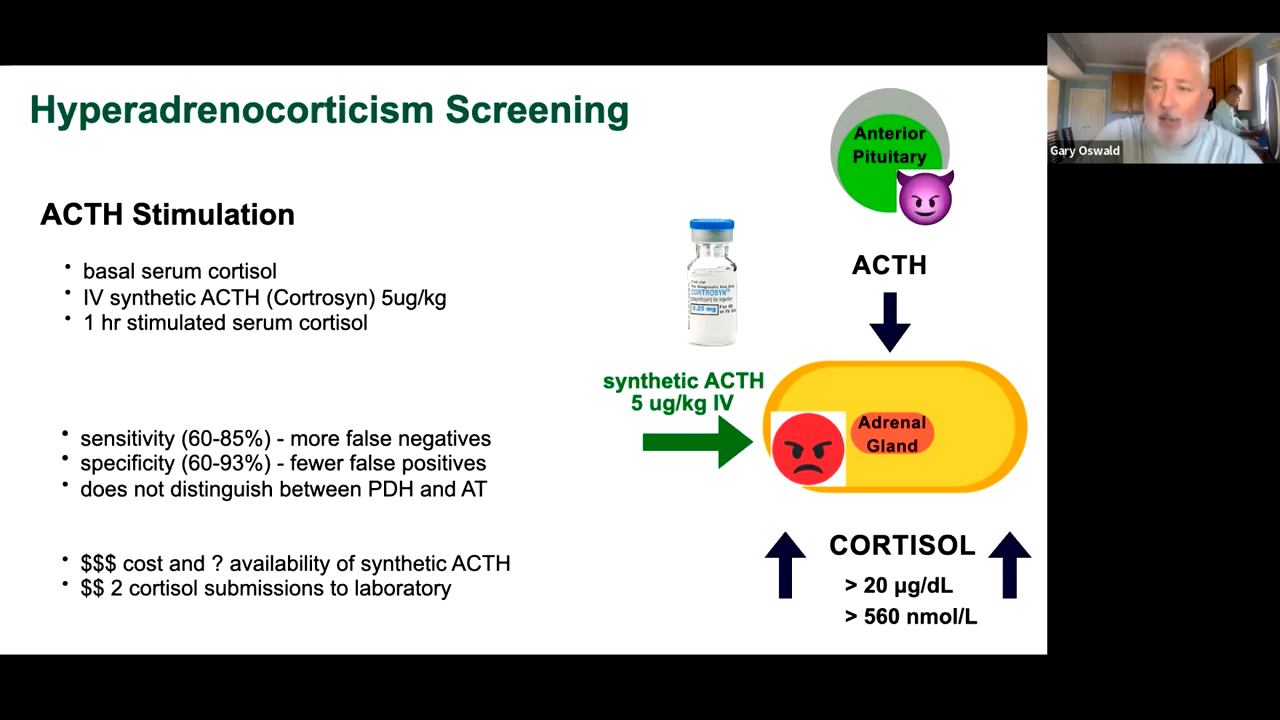 Hyperadrenocorticism Screening
ACTH Stimulation
• basal serum cortisol
• IV synthetic ACTH (Cortrosyn) 5ug/kg
• 1 hr stimulated serum cortisol
• sensitivity (60-85%) - more false negatives
• specificity (60-93%) - fewer false positives
• does not distinguish between PDH and AT
• $$$ cost and ? availability of synthetic ACTH
• $$ 2 cortisol submissions to laboratory
Anterior
Pituitary
ACTH
CORTROSYN
0.25 mg
synthetic ACTH
5 ug/kg IV
Adrenal
Gland
CORTISOL
> 20 µg/dL
> 560 nmol/L
Gary Oswald